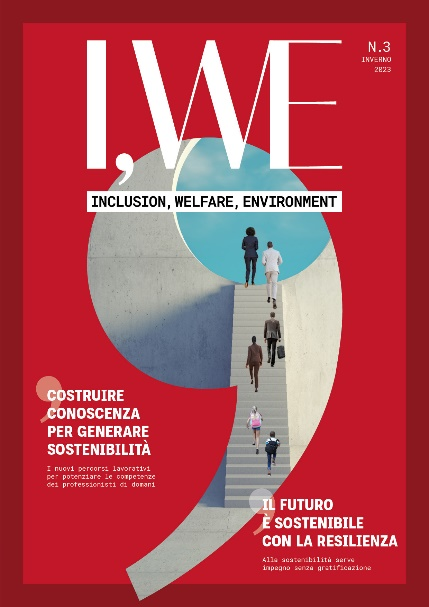 I,WE
N.3
INVERNO
2023
INCLUSION, WELFARE, ENVIRONMENT
COSTRUIRE
CONOSCENZA
PER GENERARE
SOSTENIBILITÀ
I nuovi percorsi lavorativi
per potenziare le competenze
dei professionisti di domani
IL FUTURO
È SOSTENIBILE
CON LA RESILIENZA
Alla sostenibilità serve
impegno senza gratificazione